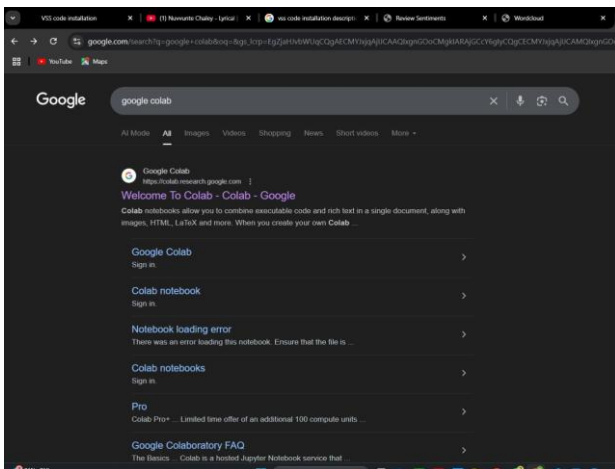 VSS code installation
(1) Nuvvunte Chaley - Lyrical |
vss code installation descriptio
Review Sentiments
Wordcloud
YouTube
Maps
Google
google colab
AI Mode All Images Videos Shopping News Short videos More
Google Colab
https://colab.research.google.com
Welcome To Colab - Colab - Google
Colab notebooks allow you to combine executable code and rich text in a single document, along with
images, HTML, LaTeX and more. When you create your own Colab ...
Google Colab
Sign in.
Colab notebook
Sign in.
Notebook loading error
There was an error loading this notebook. Ensure that the file is ...
Colab notebooks
Sign in.
Pro
Colab Pro+ ... Limited time offer of an additional 100 compute units ...
Google Colaboratory FAQ
The Basics ... Colab is a hosted Jupyter Notebook service that ...